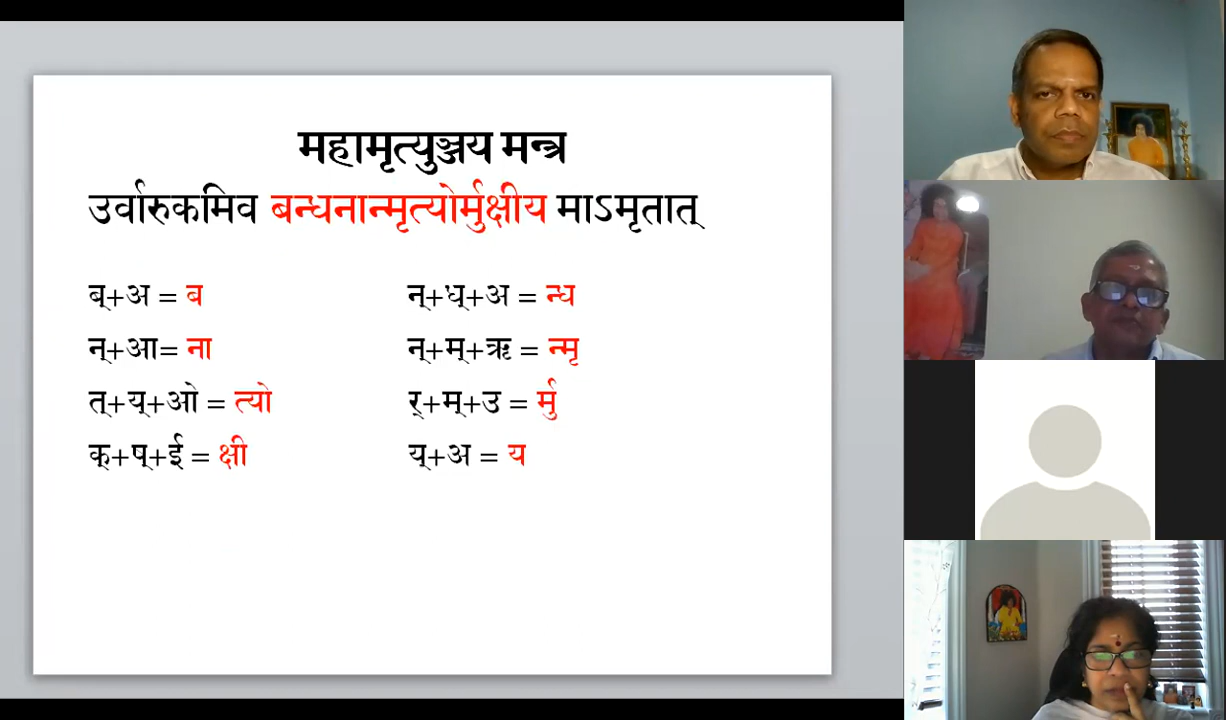 महामृत्युञ्जय मन्त्र
उर्वारुकमिव बन्धनान्मृत्योर्मुक्षीय माऽमृतात्
ब्+अ = ब
न्+ध्+अ = न्ध
न्+आ= ना
न्+म्+ऋ = न्मृ
त्+य्+ओ = त्यो
र्+म्+उ = र्मु
क्+ष्+ई = क्षी
य्+अ = य